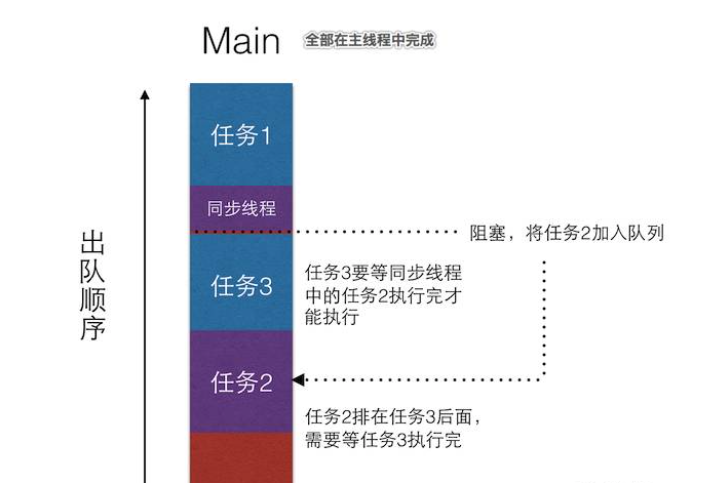 Main 全部在主线程中完成
任务1
同步线程
阻塞，将任务2加入队列
出队顺序
任务3
任务3要等同步线程
中的任务2执行完才
能执行
任务2
任务2排在任务3后面，
需要等任务3执行完